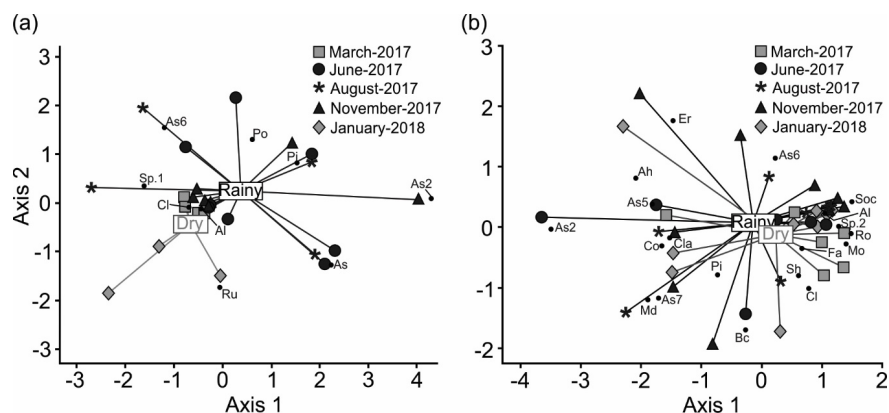 (a)
3
2
1
0
-1
-2
-3
Axis 2
-3 -2 -1 0 1 2 3 4
Axis 1
March-2017
June-2017
August-2017
November-2017
January-2018
As6
Po
Pi
Sp.1
As2
Rainy
Cl
Dry
Al
As
Ru
(b)
3
2
1
0
-1
-2
-4 -3 -2 -1 0 1 2
Axis 1
March-2017
June-2017
August-2017
November-2017
January-2018
Er
As6
Ah
As5
Soc
Al
Sp.2
As2
Rainy
Dry
Ro
Co
Cla
Mo
Fa
Pi
Sh
Cl
As7
Md
Bc